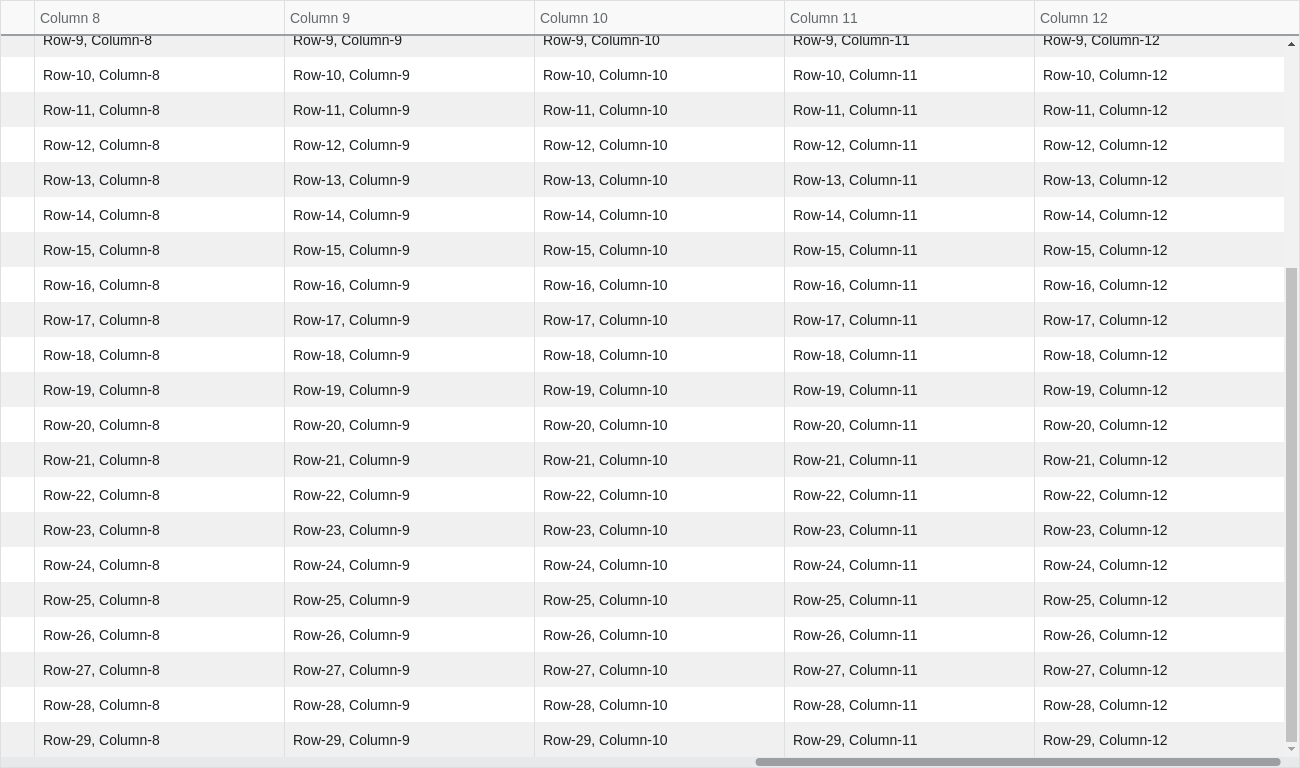 Column 8 Column 9 Column 10 Column 11 Column 12
Row-9, Column-8 Row-9, Column-9 Row-9, Column-10 Row-9, Column-11 Row-9, Column-12
Row-10, Column-8 Row-10, Column-9 Row-10, Column-10 Row-10, Column-11 Row-10, Column-12
Row-11, Column-8 Row-11, Column-9 Row-11, Column-10 Row-11, Column-11 Row-11, Column-12
Row-12, Column-8 Row-12, Column-9 Row-12, Column-10 Row-12, Column-11 Row-12, Column-12
Row-13, Column-8 Row-13, Column-9 Row-13, Column-10 Row-13, Column-11 Row-13, Column-12
Row-14, Column-8 Row-14, Column-9 Row-14, Column-10 Row-14, Column-11 Row-14, Column-12
Row-15, Column-8 Row-15, Column-9 Row-15, Column-10 Row-15, Column-11 Row-15, Column-12
Row-16, Column-8 Row-16, Column-9 Row-16, Column-10 Row-16, Column-11 Row-16, Column-12
Row-17, Column-8 Row-17, Column-9 Row-17, Column-10 Row-17, Column-11 Row-17, Column-12
Row-18, Column-8 Row-18, Column-9 Row-18, Column-10 Row-18, Column-11 Row-18, Column-12
Row-19, Column-8 Row-19, Column-9 Row-19, Column-10 Row-19, Column-11 Row-19, Column-12
Row-20, Column-8 Row-20, Column-9 Row-20, Column-10 Row-20, Column-11 Row-20, Column-12
Row-21, Column-8 Row-21, Column-9 Row-21, Column-10 Row-21, Column-11 Row-21, Column-12
Row-22, Column-8 Row-22, Column-9 Row-22, Column-10 Row-22, Column-11 Row-22, Column-12
Row-23, Column-8 Row-23, Column-9 Row-23, Column-10 Row-23, Column-11 Row-23, Column-12
Row-24, Column-8 Row-24, Column-9 Row-24, Column-10 Row-24, Column-11 Row-24, Column-12
Row-25, Column-8 Row-25, Column-9 Row-25, Column-10 Row-25, Column-11 Row-25, Column-12
Row-26, Column-8 Row-26, Column-9 Row-26, Column-10 Row-26, Column-11 Row-26, Column-12
Row-27, Column-8 Row-27, Column-9 Row-27, Column-10 Row-27, Column-11 Row-27, Column-12
Row-28, Column-8 Row-28, Column-9 Row-28, Column-10 Row-28, Column-11 Row-28, Column-12
Row-29, Column-8 Row-29, Column-9 Row-29, Column-10 Row-29, Column-11 Row-29, Column-12